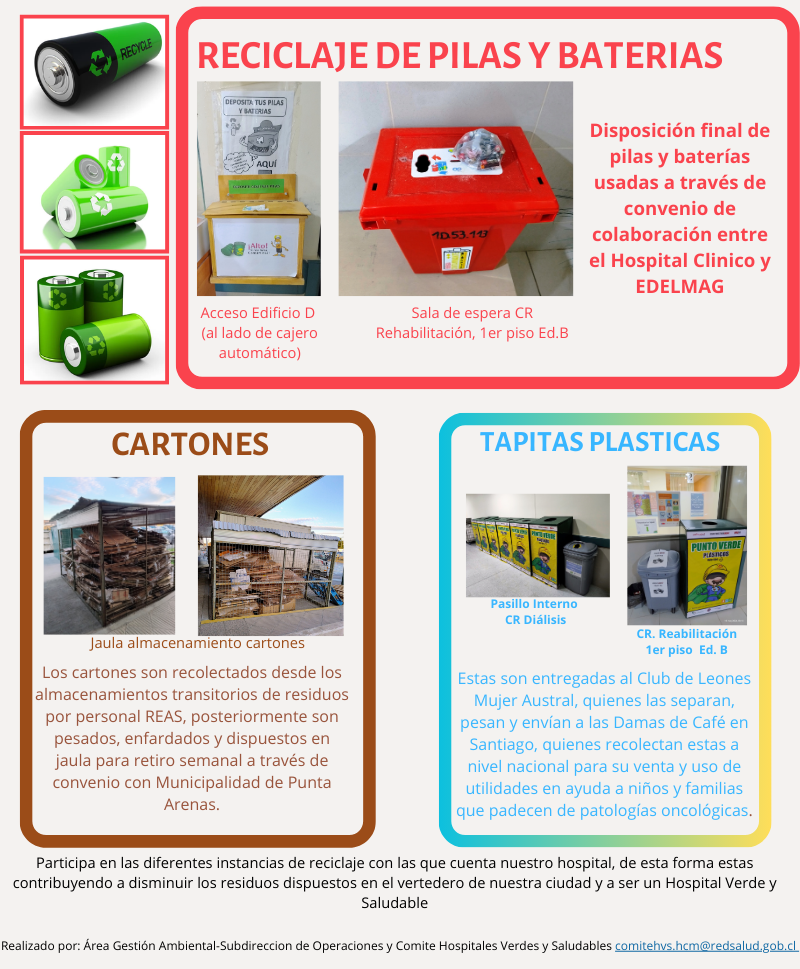 RECYCLE
RECICLAJE DE PILAS Y BATERIAS
DEPOSITA TUS PILAS
Y BATERIAS
AQUÍ
¡Alto!
1D.53.113
Disposición final de
pilas y baterías
usadas a través de
convenio de
colaboración entre
el Hospital Clinico y
EDELMAG
Acceso Edificio D
(al lado de cajero
automático)
Sala de espera CR
Rehabilitación, 1er piso Ed.B
CARTONES
Jaula almacenamiento cartones
Los cartones son recolectados desde los
almacenamientos transitorios de residuos
por personal REAS, posteriormente son
pesados, enfardados y dispuestos en
jaula para retiro semanal a través de
convenio con Municipalidad de Punta
Arenas.
TAPITAS PLASTICAS
PUNTO VERDE
PLÁSTICOS
Pasillo Interno
CR Diálisis
CR. Reabilitación
1er piso Ed. B
Estas son entregadas al Club de Leones
Mujer Austral, quienes las separan,
pesan y envían a las Damas de Café en
Santiago, quienes recolectan estas a
nivel nacional para su venta y uso de
utilidades en ayuda a niños y familias
que padecen de patologías oncológicas.
Participa en las diferentes instancias de reciclaje con las que cuenta nuestro hospital, de esta forma estas
contribuyendo a disminuir los residuos dispuestos en el vertedero de nuestra ciudad y a ser un Hospital Verde y
Saludable
Realizado por: Área Gestión Ambiental-Subdireccion de Operaciones y Comite Hospitales Verdes y Saludables comitehvs.hcm@redsalud.gob.cl